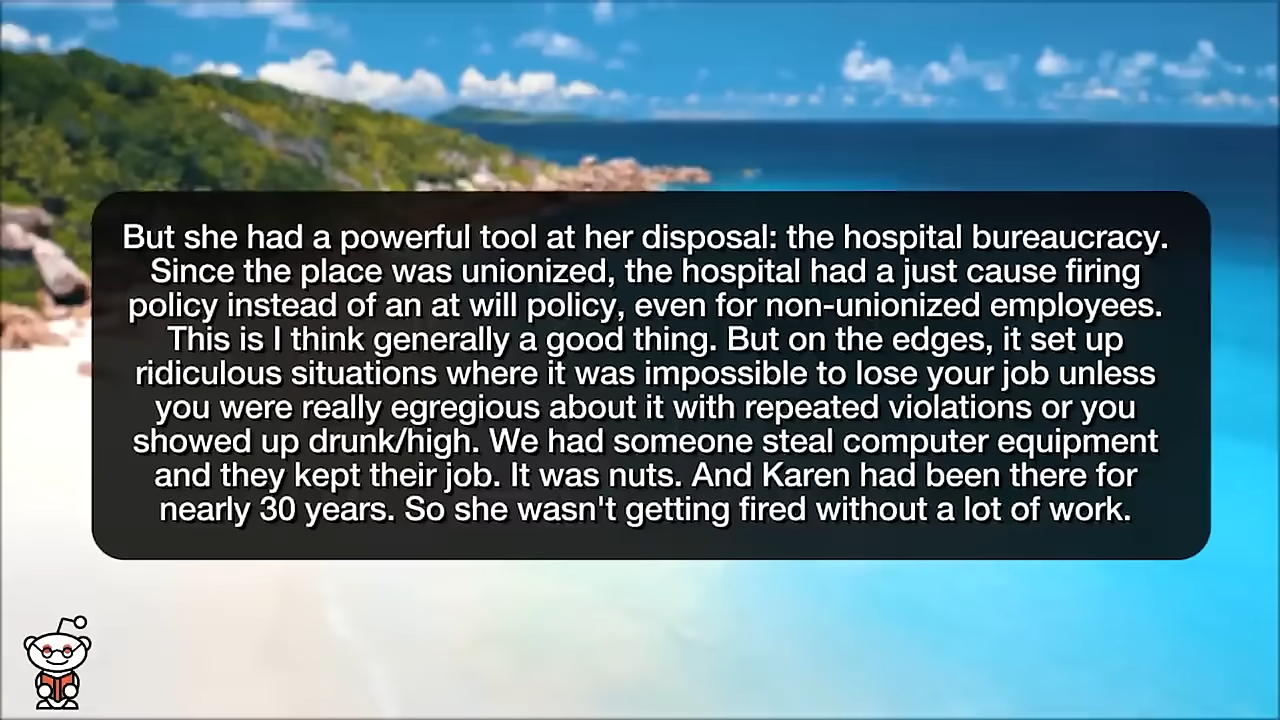 But she had a powerful tool at her disposal: the hospital bureaucracy.
Since the place was unionized, the hospital had a just cause firing
policy instead of an at will policy, even for non-unionized employees.
This is I think generally a good thing. But on the edges, it set up
ridiculous situations where it was impossible to lose your job unless
you were really egregious about it with repeated violations or you
showed up drunk/high. We had someone steal computer equipment
and they kept their job. It was nuts. And Karen had been there for
nearly 30 years. So she wasn't getting fired without a lot of work.